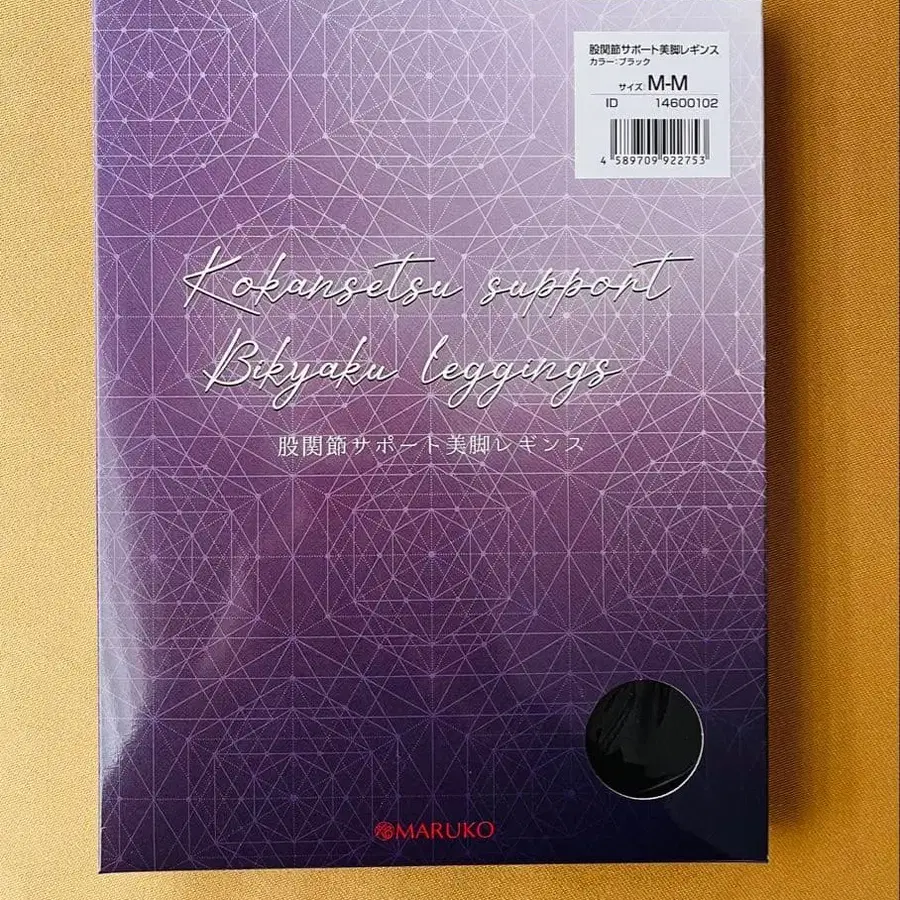 股関節サポート美脚レギンス
カラー:ブラック
サイズ: M-M
ID 14600102
4 589709 922753
Kokansetsu support
Bikyaku leggings
股関節サポート美脚レギンス
MARUKO